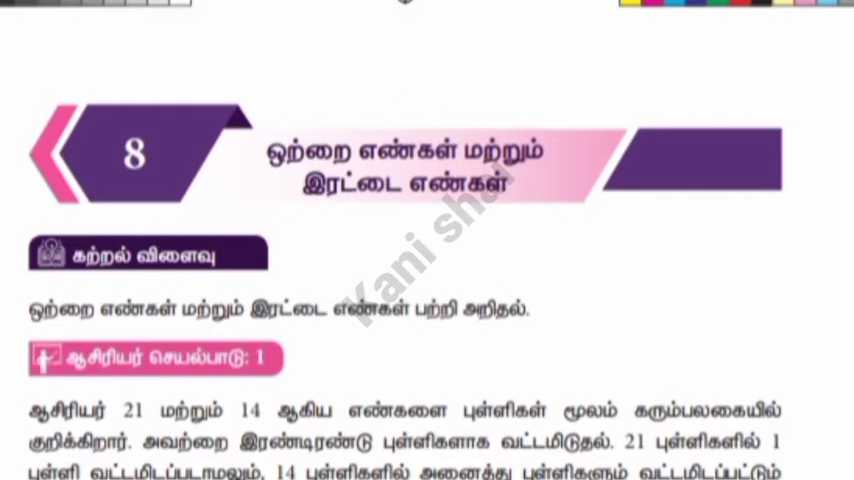 8
ஒற்றை எண்கள் மற்றும்
இரட்டை எண்கள்
கற்றல் விளைவு
ஒற்றை எண்கள் மற்றும் இரட்டை எண்கள் பற்றி அறிதல்.
ஆசிரியர் செயல்பாடு: 1
ஆசிரியர் 21 மற்றும் 14 ஆகிய எண்களை புள்ளிகள் மூலம் கரும்பலகையில்
குறிக்கிறார். அவற்றை இரண்டிரண்டு புள்ளிகளாக வட்டமிடுதல். 21 புள்ளிகளில் 1
புள்ளி வட்டமிடப்படாமலும், 14 புள்ளிகளில் அனைத்து புள்ளிகளும் வட்டமிடப்பட்டும்
Kani shai